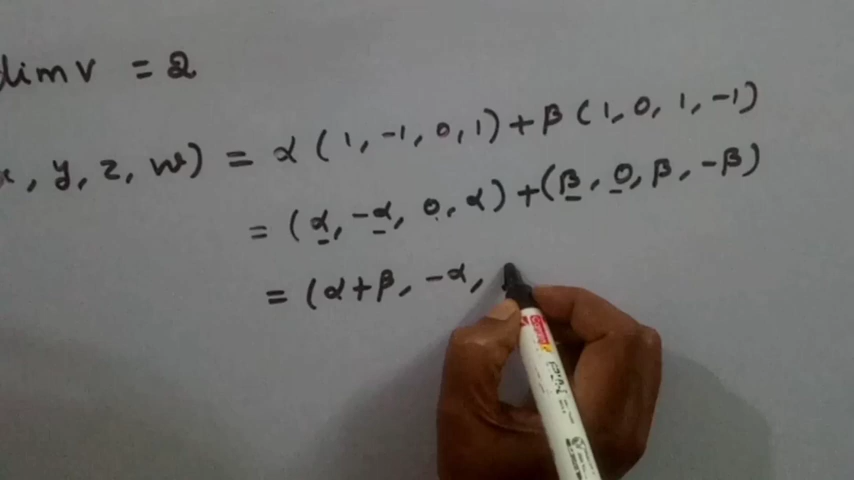 dim V = 2
, y, z, w) = α (1, -1, 0, 1) + β (1, 0, 1, -1)
= (α, -α, 0, α) + (β, 0, β, -β)
= (α+β, -α,